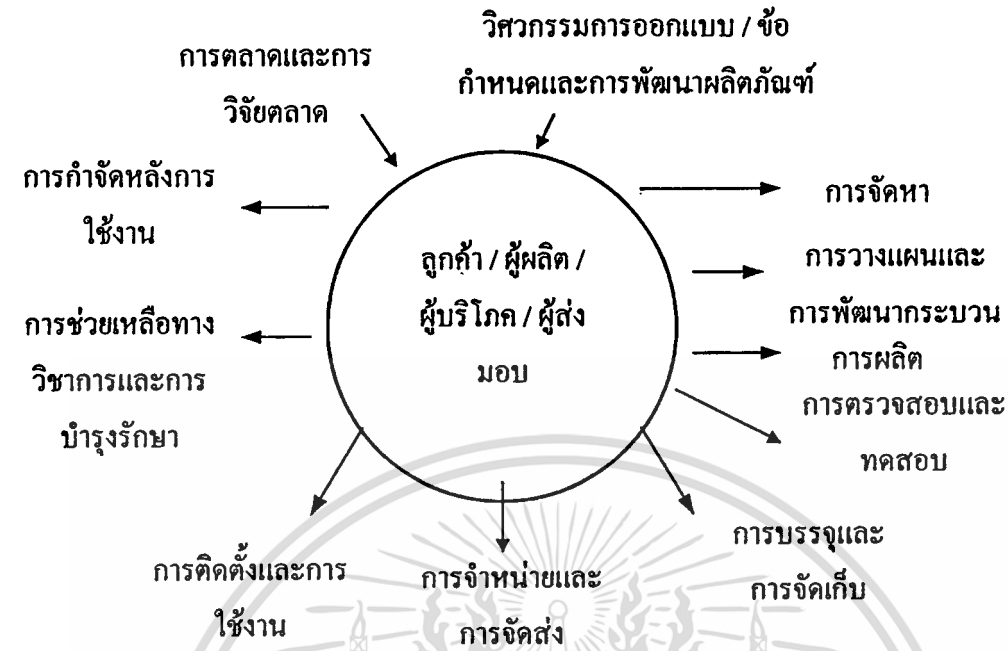 วิศวกรรมการออกแบบ / ข้อ
กำหนดและการพัฒนาผลิตภัณฑ์
การตลาดและการ
วิจัยตลาด
การกำจัดหลังการ
ใช้งาน
การจัดหา
ลูกค้า / ผู้ผลิต /
ผู้บริโภค / ผู้ส่ง
มอบ
การวางแผนและ
การพัฒนากระบวน
การผลิต
การช่วยเหลือทาง
วิชาการและการ
บำรุงรักษา
การตรวจสอบและ
ทดสอบ
การบรรจุและ
การจัดเก็บ
การติดตั้งและการ
ใช้งาน
การจำหน่ายและ
การจัดส่ง